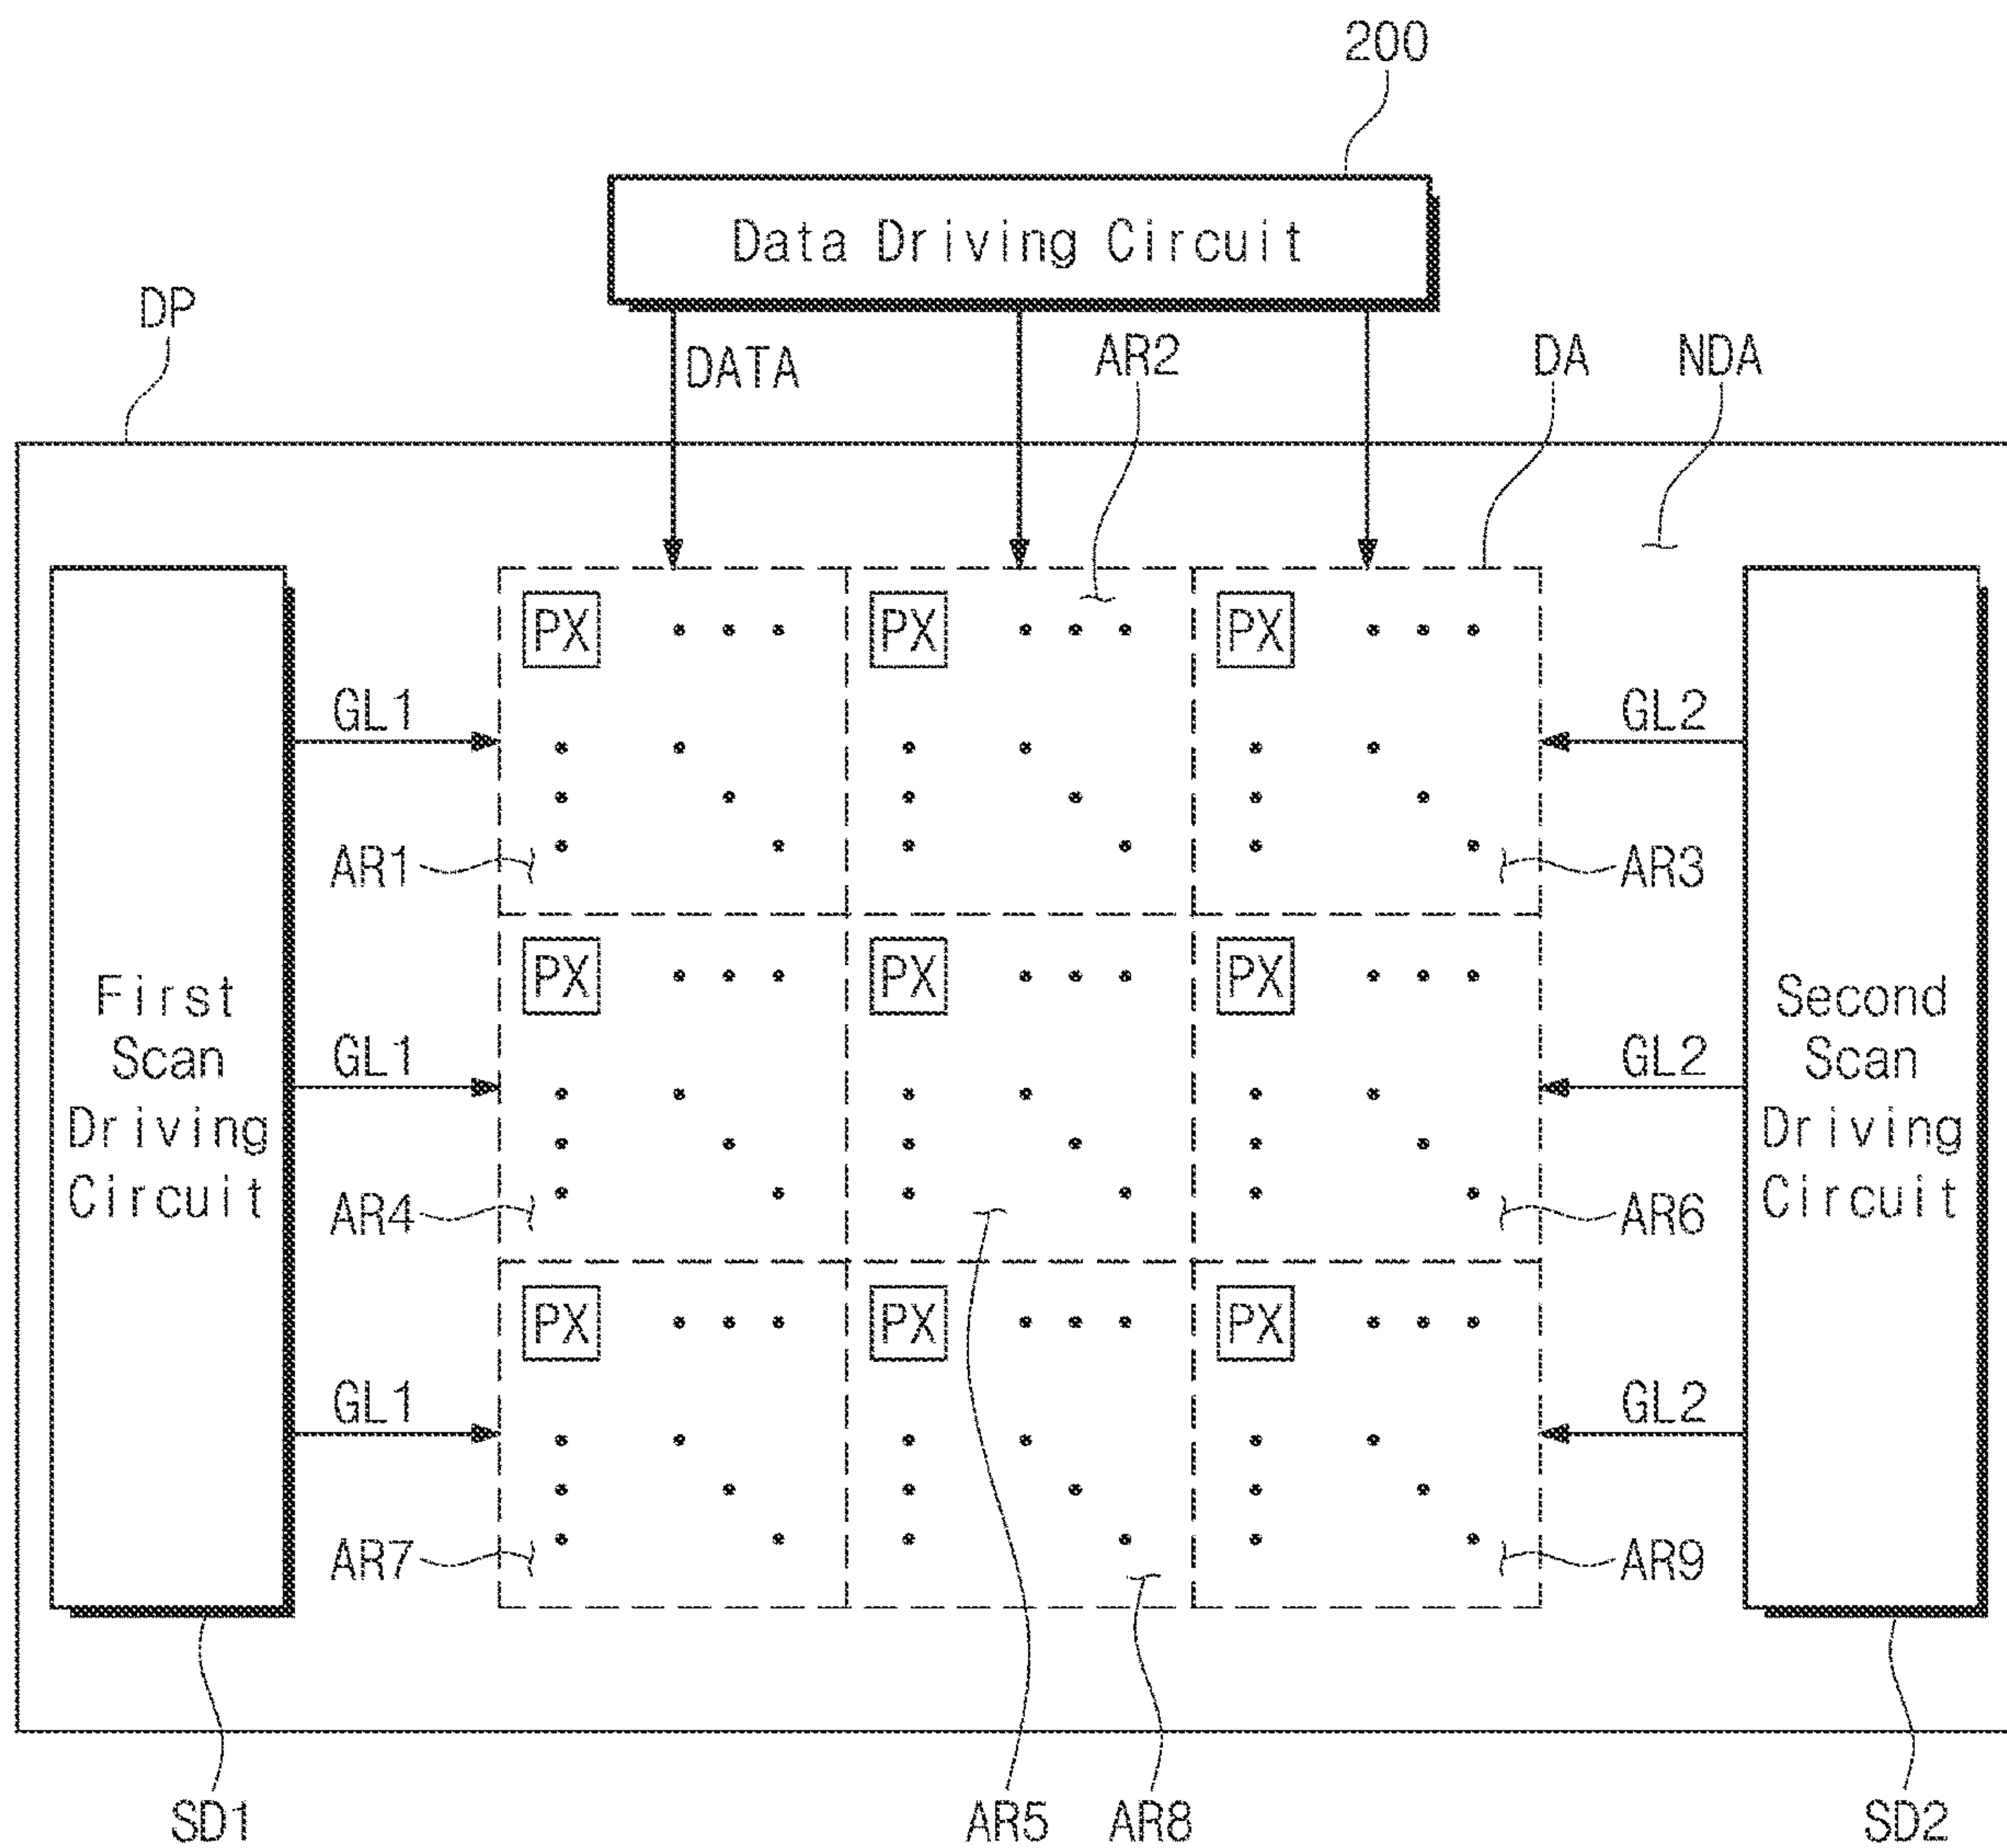 200
Data Driving Circuit
DP
DATA
AR2
DA
NDA
PX
PX
PX
GL1
GL2
AR1
AR3
PX
PX
PX
First
Scan
Driving
Circuit
GL1
GL2
Second
Scan
Driving
Circuit
AR4
AR6
PX
PX
PX
GL1
GL2
AR7
AR9
SD1
AR5
AR8
SD2